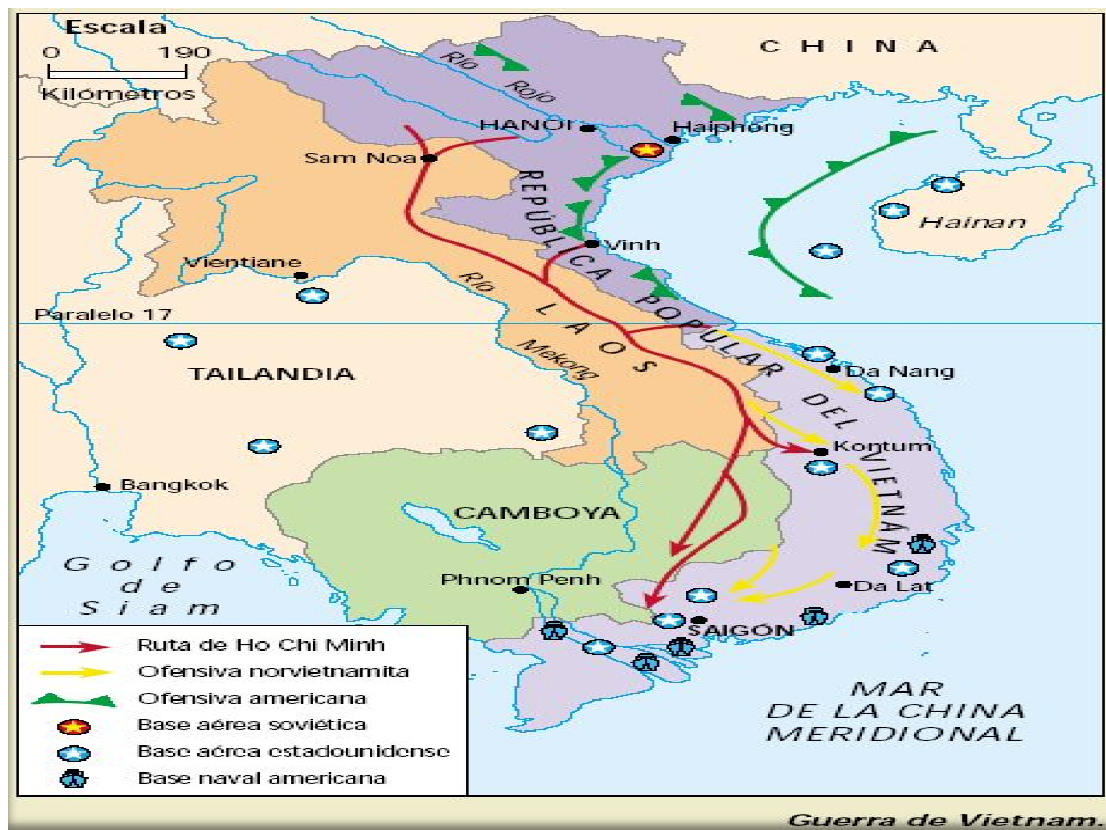 Escala
0 190
Kilómetros
CHINA
Río
Rojo
HANOI
Haiphong
Sam Noa
Hainan
Vinh
Vientiane
REPÚBLICA POPULAR DEL VIETNÁM
Río
Mekong
LAOS
Paralelo 17
TAILANDIA
Da Nang
Kontum
Bangkok
CAMBOYA
Golfo
de
Siam
Phnom Penh
Da Lat
SAIGÓN
MAR
DE LA CHINA
MERIDIONAL
Ruta de Ho Chi Minh
Ofensiva norvietnamita
Ofensiva americana
Base aérea soviética
Base aérea estadounidense
Base naval americana
Guerra de Vietnam.